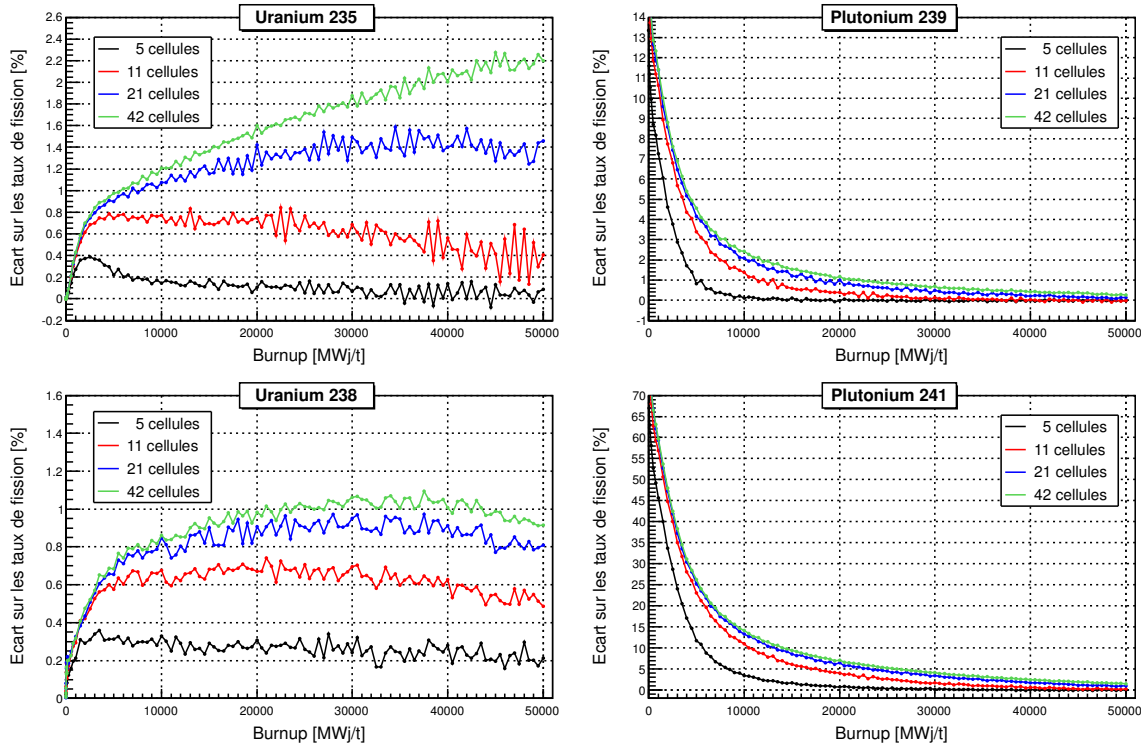 Uranium 235
Ecart sur les taux de fission [%]
2.6
2.4
2.2
2
1.8
1.6
1.4
1.2
1
0.8
0.6
0.4
0.2
0
-0.2
5 cellules
11 cellules
21 cellules
42 cellules
0 10000 20000 30000 40000 50000
Burnup [MWj/t]
Plutonium 239
Ecart sur les taux de fission [%]
14
13
12
11
10
9
8
7
6
5
4
3
2
1
0
-1
5 cellules
11 cellules
21 cellules
42 cellules
0 10000 20000 30000 40000 50000
Burnup [MWj/t]
Uranium 238
Ecart sur les taux de fission [%]
1.6
1.4
1.2
1
0.8
0.6
0.4
0.2
0
5 cellules
11 cellules
21 cellules
42 cellules
0 10000 20000 30000 40000 50000
Burnup [MWj/t]
Plutonium 241
Ecart sur les taux de fission [%]
70
65
60
55
50
45
40
35
30
25
20
15
10
5
0
5 cellules
11 cellules
21 cellules
42 cellules
0 10000 20000 30000 40000 50000
Burnup [MWj/t]